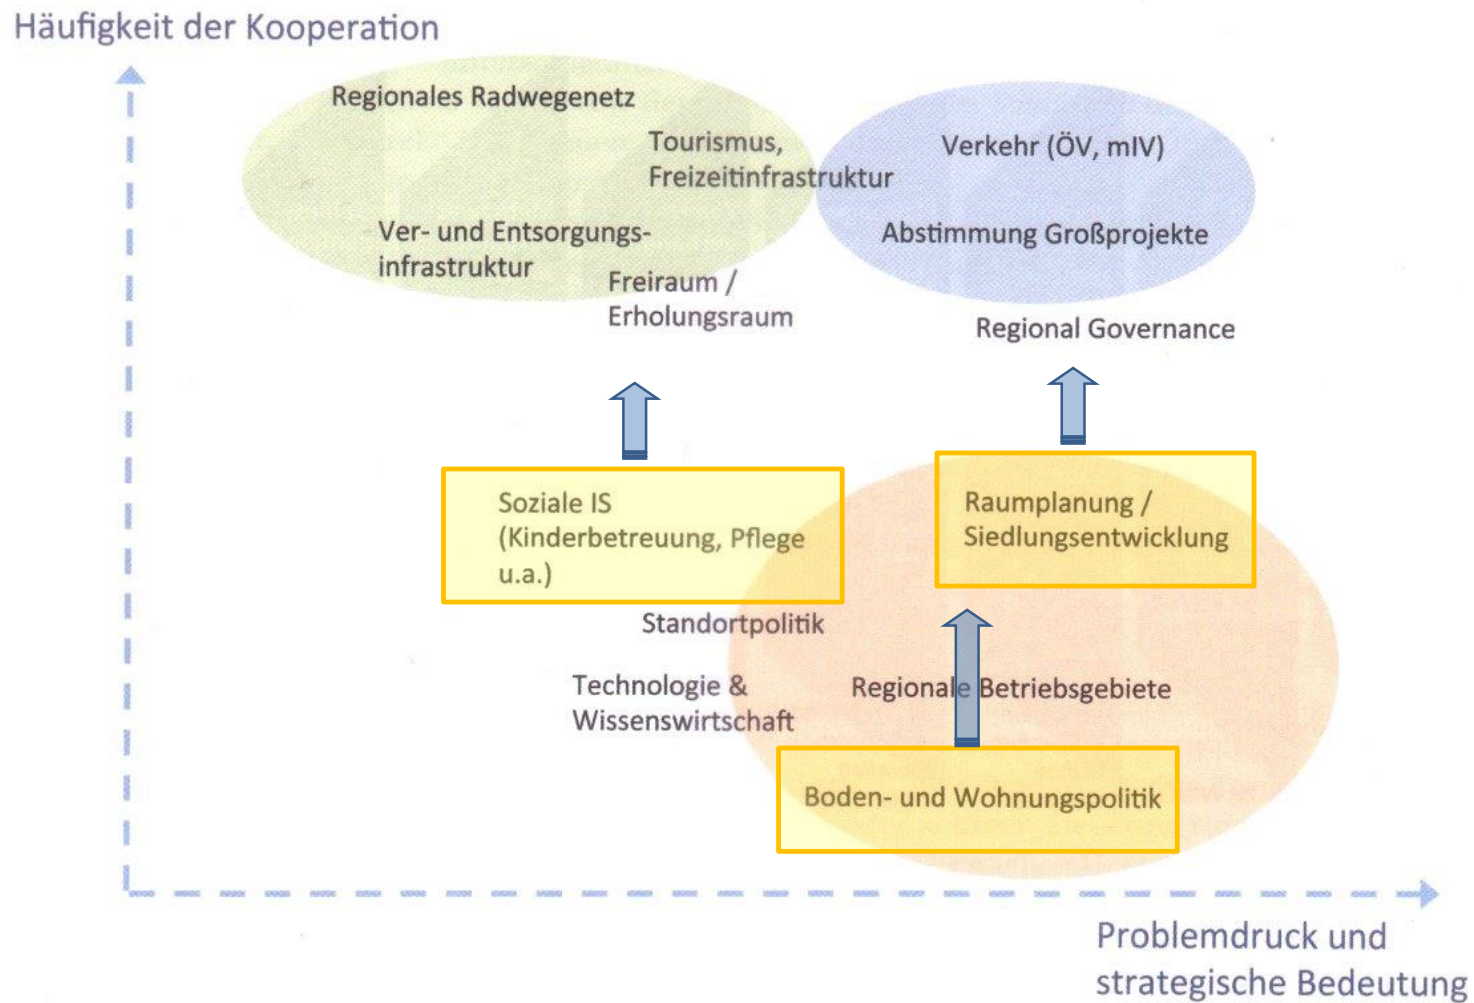 Häufigkeit der Kooperation
Regionales Radwegenetz
Tourismus,
Freizeitinfrastruktur
Verkehr (ÖV, mIV)
Ver- und Entsorgungs-
infrastruktur
Abstimmung Großprojekte
Freiraum /
Erholungsraum
Regional Governance
Soziale IS
(Kinderbetreuung, Pflege
u.a.)
Raumplanung /
Siedlungsentwicklung
Standortpolitik
Technologie &
Wissenswirtschaft
Regionale Betriebsgebiete
Boden- und Wohnungspolitik
Problemdruck und
strategische Bedeutung